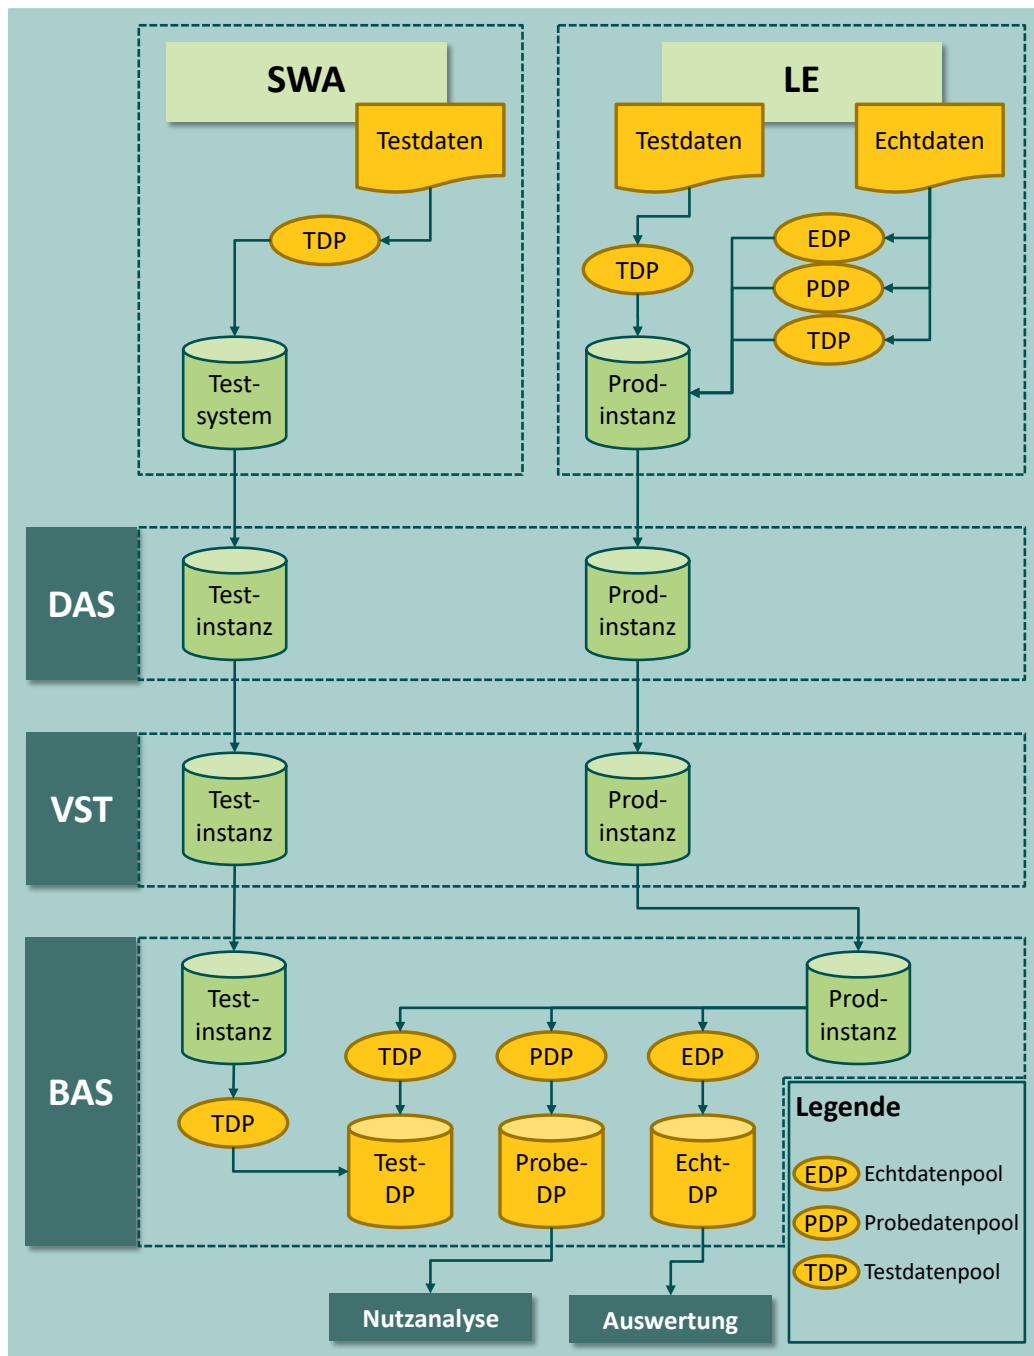 SWA
Testdaten
TDP
Test-
system
LE
Testdaten
Echtdaten
TDP
EDP
PDP
TDP
Prod-
instanz
DAS
Test-
instanz
Prod-
instanz
VST
Test-
instanz
Prod-
instanz
BAS
Test-
instanz
Prod-
instanz
TDP
PDP
EDP
TDP
Test-
DP
Probe-
DP
Echt-
DP
Legende
EDP Echtdatenpool
PDP Probedatenpool
TDP Testdatenpool
Nutzanalyse
Auswertung